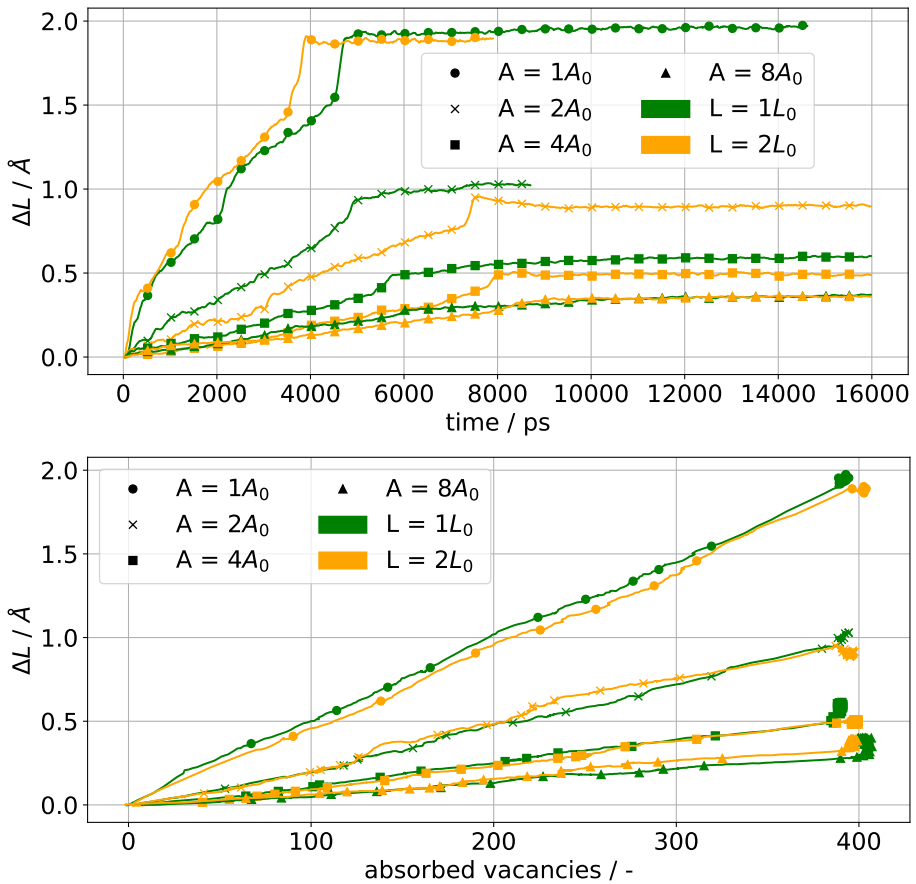 2.0
1.5
1.0
0.5
0.0
ΔL / Å
A = 1A₀
A = 2A₀
A = 4A₀
A = 8A₀
L = 1L₀
L = 2L₀
0 2000 4000 6000 8000 10000 12000 14000 16000
time / ps
2.0
1.5
1.0
0.5
0.0
ΔL / Å
A = 1A₀
A = 2A₀
A = 4A₀
A = 8A₀
L = 1L₀
L = 2L₀
0 100 200 300 400
absorbed vacancies / -